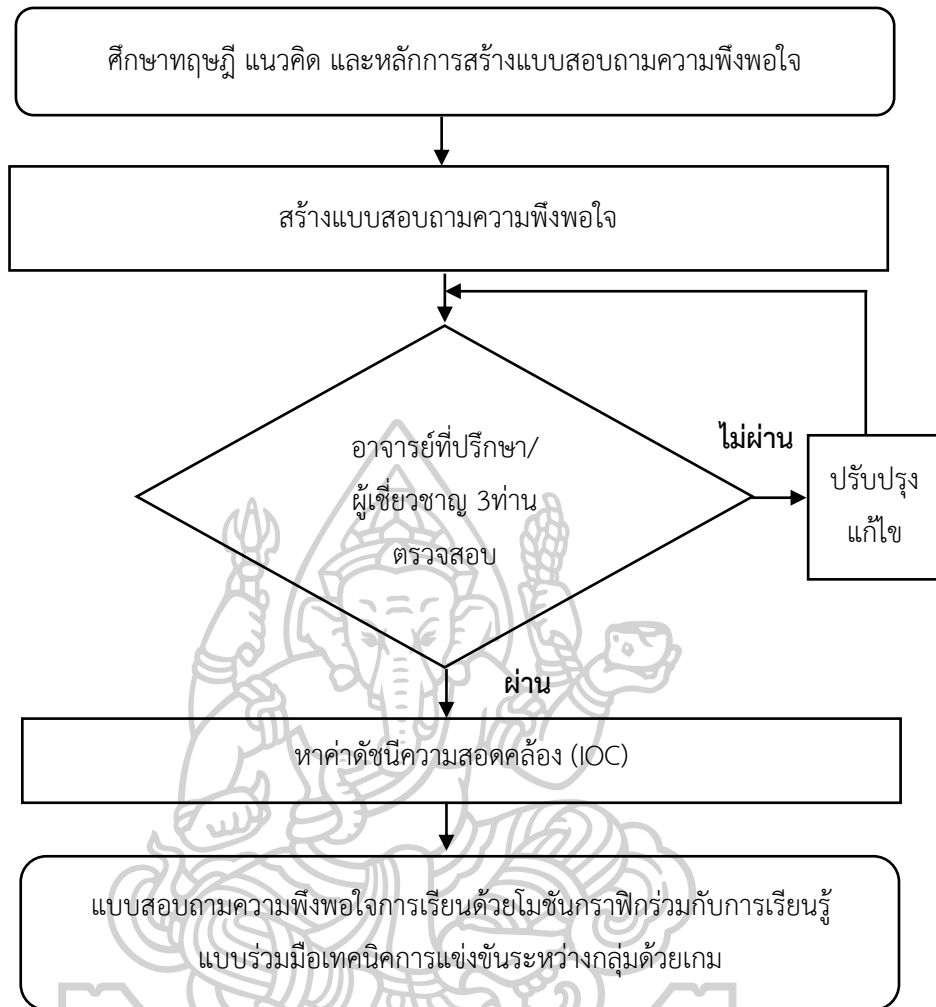 ศึกษาทฤษฎี แนวคิด และหลักการสร้างแบบสอบถามความพึงพอใจ
สร้างแบบสอบถามความพึงพอใจ
อาจารย์ที่ปรึกษา/
ผู้เชี่ยวชาญ 3ท่าน
ตรวจสอบ
ไม่ผ่าน
ปรับปรุง
แก้ไข
ผ่าน
หาค่าดัชนีความสอดคล้อง (IOC)
แบบสอบถามความพึงพอใจการเรียนด้วยโมชันกราฟิกร่วมกับการเรียนรู้
แบบร่วมมือเทคนิคการแข่งขันระหว่างกลุ่มด้วยเกม